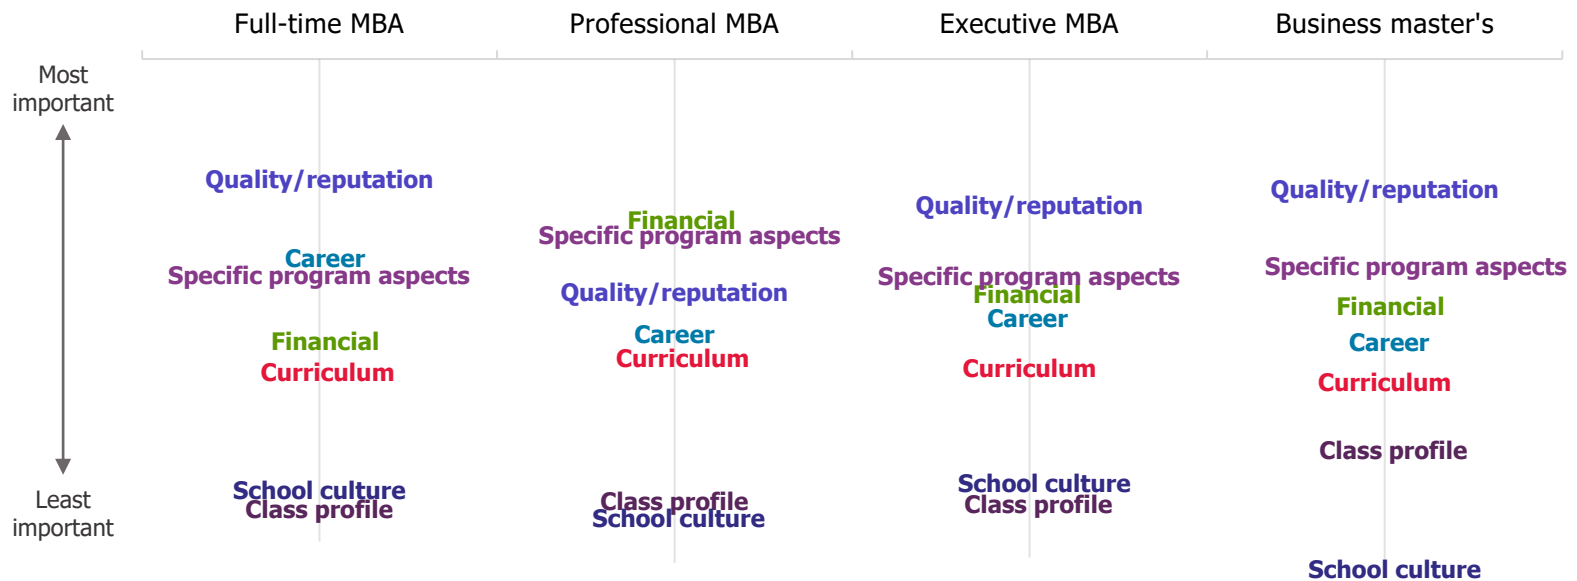 Full-time MBA
Professional MBA
Executive MBA
Business master's
Most
important
Least
important
Quality/reputation
Career
Specific program aspects
Financial
Curriculum
School culture
Class profile
Financial
Specific program aspects
Quality/reputation
Career
Curriculum
Class profile
School culture
Quality/reputation
Specific program aspects
Financial
Career
Curriculum
School culture
Class profile
Quality/reputation
Specific program aspects
Financial
Career
Curriculum
Class profile
School culture